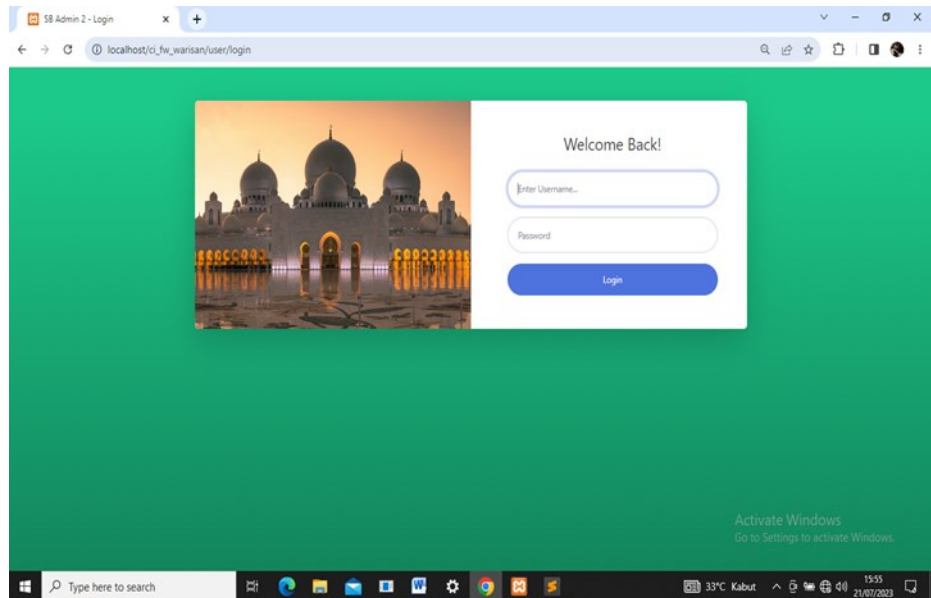 SB Admin 2 - Login
localhost/ci_fw_warisan/user/login
Welcome Back!
Enter Username...
Password
Login
Activate Windows
Go to Settings to activate Windows.
Type here to search
33°C Kabut
15:55
21/07/2023